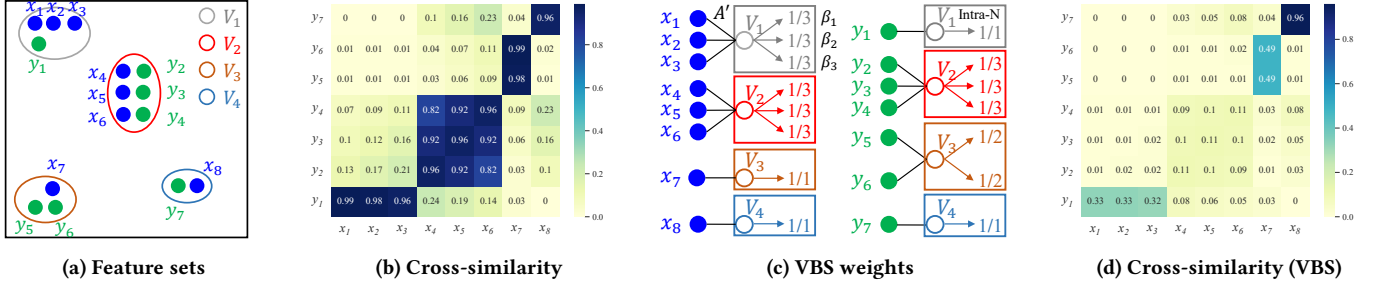 x₁ x₂ x₃
y₁
V₁
V₂
V₃
V₄
x₄ y₂
x₅ y₃
x₆ y₄
x₇
y₅ y₆
x₈
y₇
(a) Feature sets
y₇ 0 0 0 0.1 0.16 0.23 0.04 0.96
y₆ 0.01 0.01 0.01 0.04 0.07 0.11 0.99 0.01
y₅ 0.01 0.01 0.01 0.03 0.06 0.09 0.98 0.01
y₄ 0.07 0.09 0.11 0.82 0.92 0.96 0.09 0.23
y₃ 0.1 0.12 0.16 0.92 0.96 0.92 0.06 0.16
y₂ 0.13 0.17 0.21 0.96 0.92 0.82 0.03 0.1
y₁ 0.99 0.98 0.96 0.24 0.19 0.14 0.03 0
x₁ x₂ x₃ x₄ x₅ x₆ x₇ x₈
0.8
0.6
0.4
0.2
0.0
(b) Cross-similarity
x₁
x₂
x₃
A′
V₁
1/3 β₁
1/3 β₂
1/3 β₃
x₄
x₅
x₆
V₂
1/3
1/3
1/3
x₇
V₃
1/1
x₈
V₄
1/1
y₁
V₁ Intra-N
1/1
y₂
y₃
y₄
V₂
1/3
1/3
1/3
y₅
y₆
V₃
1/2
1/2
y₇
V₄
1/1
(c) VBS weights
y₇ 0 0 0 0.03 0.05 0.08 0.04 0.96
y₆ 0 0 0 0.01 0.01 0.02 0.49 0.01
y₅ 0 0 0 0.01 0.01 0.01 0.49 0.01
y₄ 0.01 0.01 0.01 0.09 0.1 0.11 0.03 0.08
y₃ 0.01 0.01 0.02 0.1 0.11 0.1 0.02 0.05
y₂ 0.01 0.02 0.02 0.11 0.1 0.09 0.01 0.03
y₁ 0.33 0.33 0.32 0.08 0.06 0.05 0.03 0
x₁ x₂ x₃ x₄ x₅ x₆ x₇ x₈
0.8
0.6
0.4
0.2
0.0
(d) Cross-similarity (VBS)